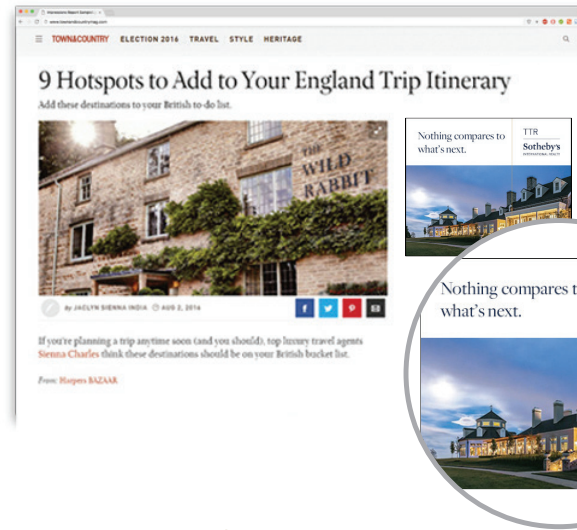 www.townandcountrymag.com
TOWN&COUNTRY ELECTION 2016 TRAVEL STYLE HERITAGE
9 Hotspots to Add to Your England Trip Itinerary
Add these destinations to your British to-do list.
THE
WILD
RABBIT
By JACLYN SIENNA INDIA AUG 2, 2016
If you're planning a trip anytime soon (and you should), top luxury travel agents
Sienna Charles think these destinations should be on your British bucket list.
From: Harpers BAZAAR
Nothing compares to
what's next.
TTR
Sotheby's
INTERNATIONAL REALTY
Nothing compares t
what's next.